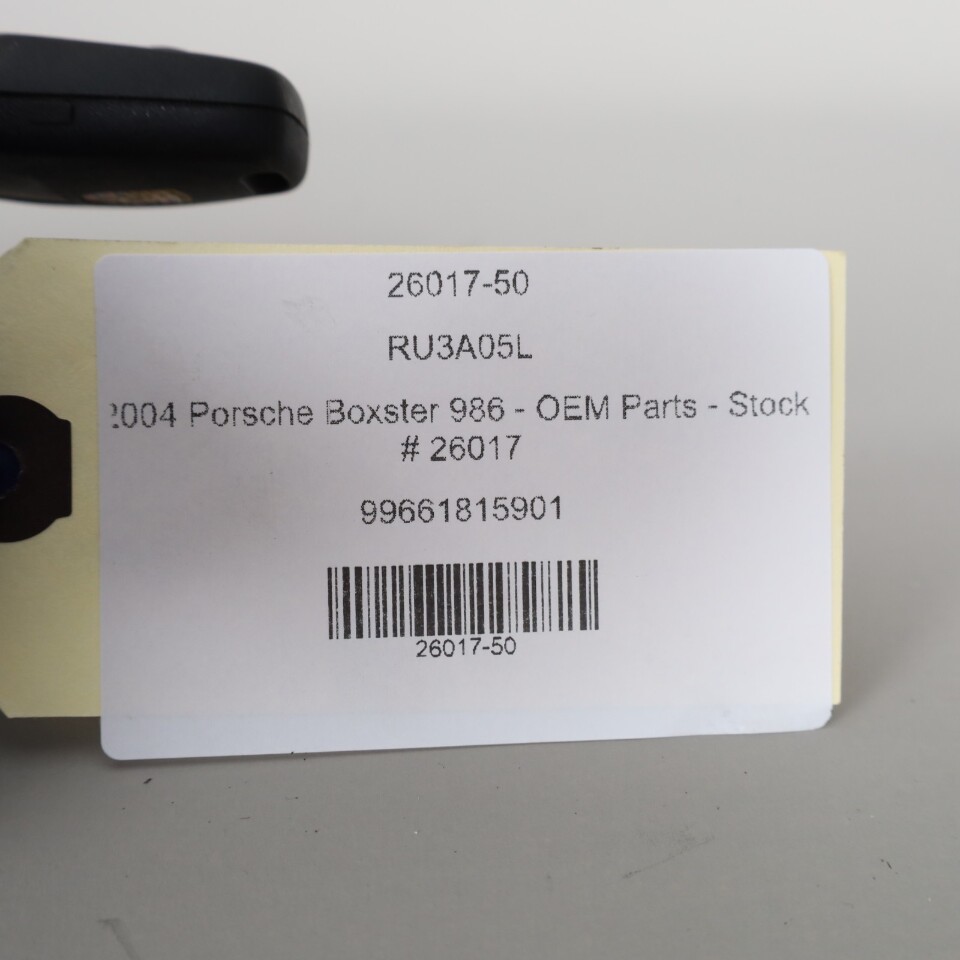 26017-50
RU3A05L
2004 Porsche Boxster 986 - OEM Parts - Stock
# 26017
99661815901
26017-50